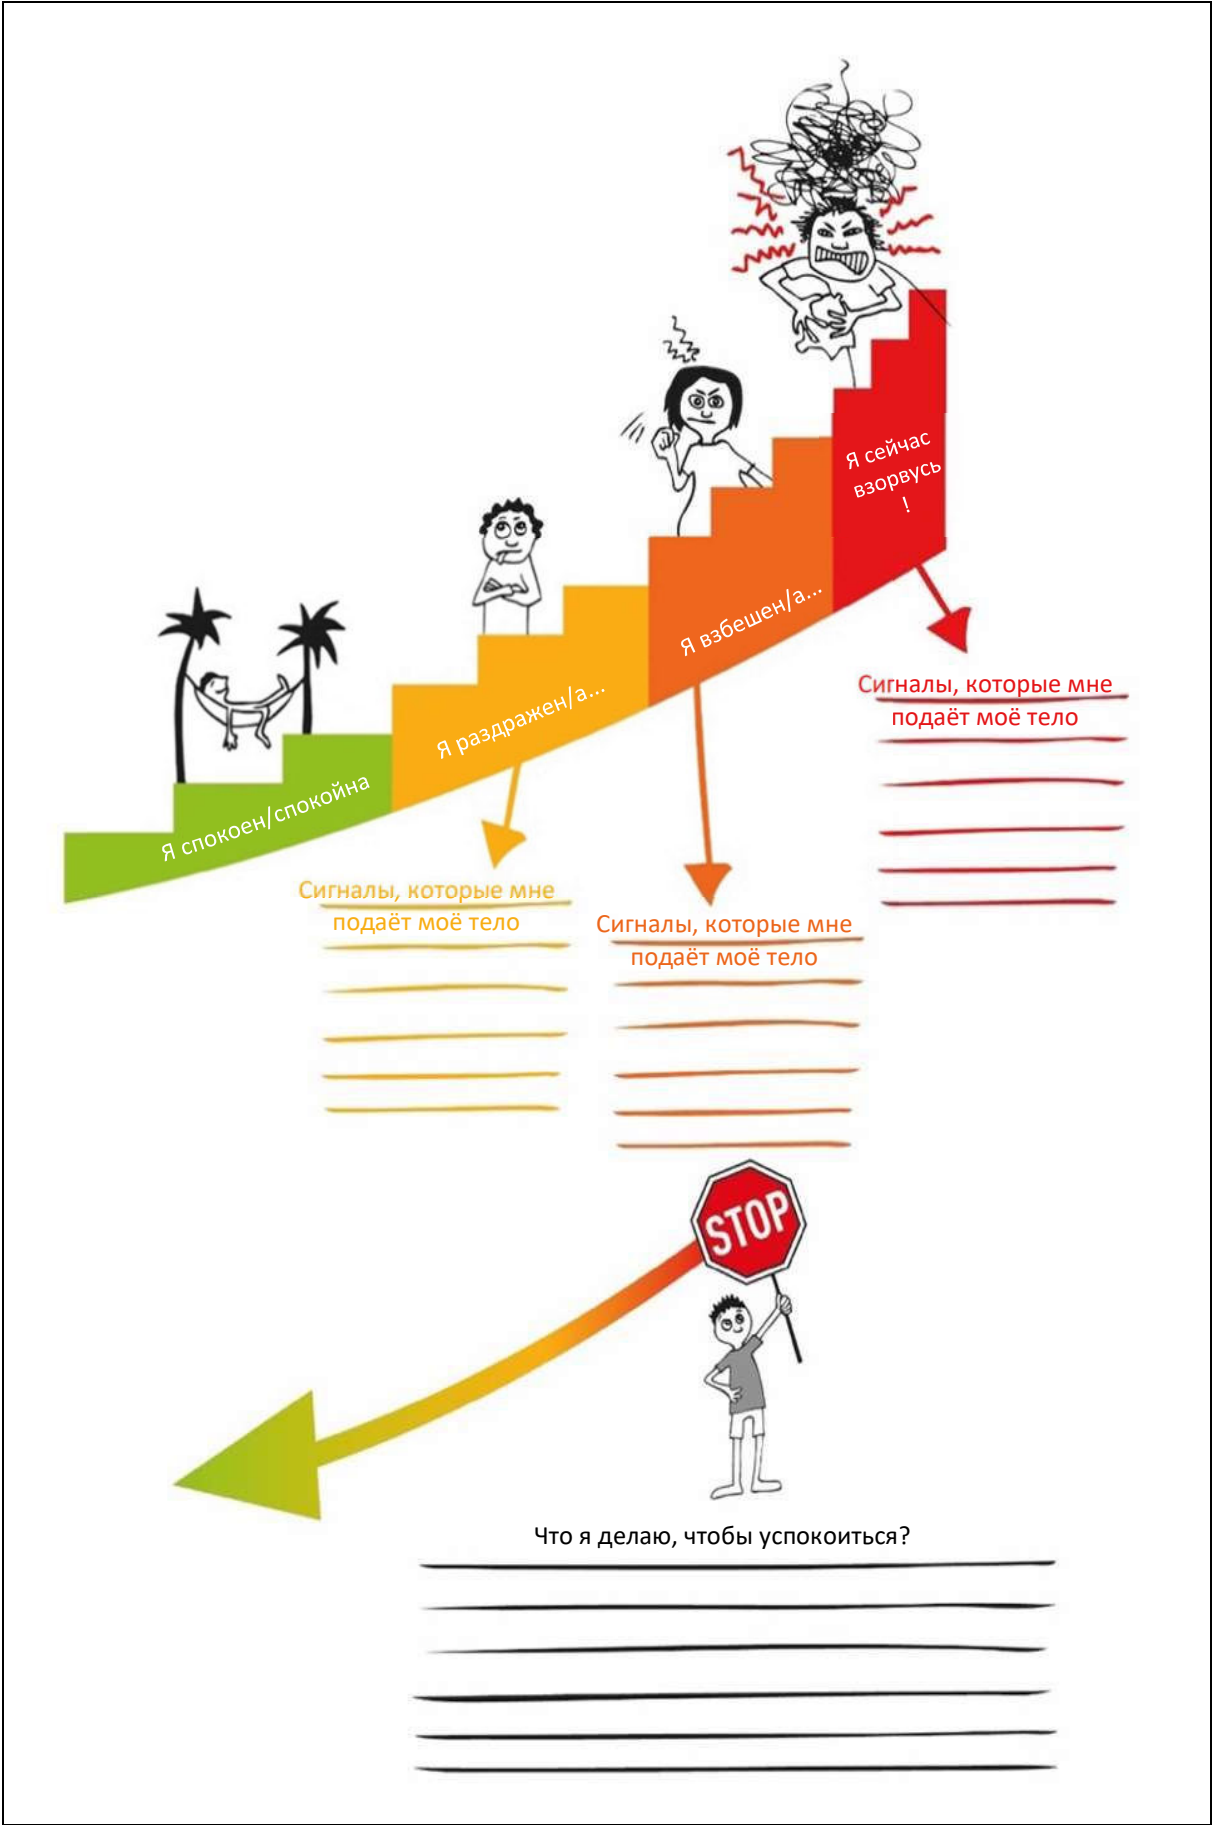 Я сейчас
взорвусь
!
Я взбешен/а...
Я раздражен/а...
Я спокоен/спокойна
Сигналы, которые мне
подаёт моё тело
Сигналы, которые мне
подаёт моё тело
Сигналы, которые мне
подаёт моё тело
STOP
Что я делаю, чтобы успокоиться?